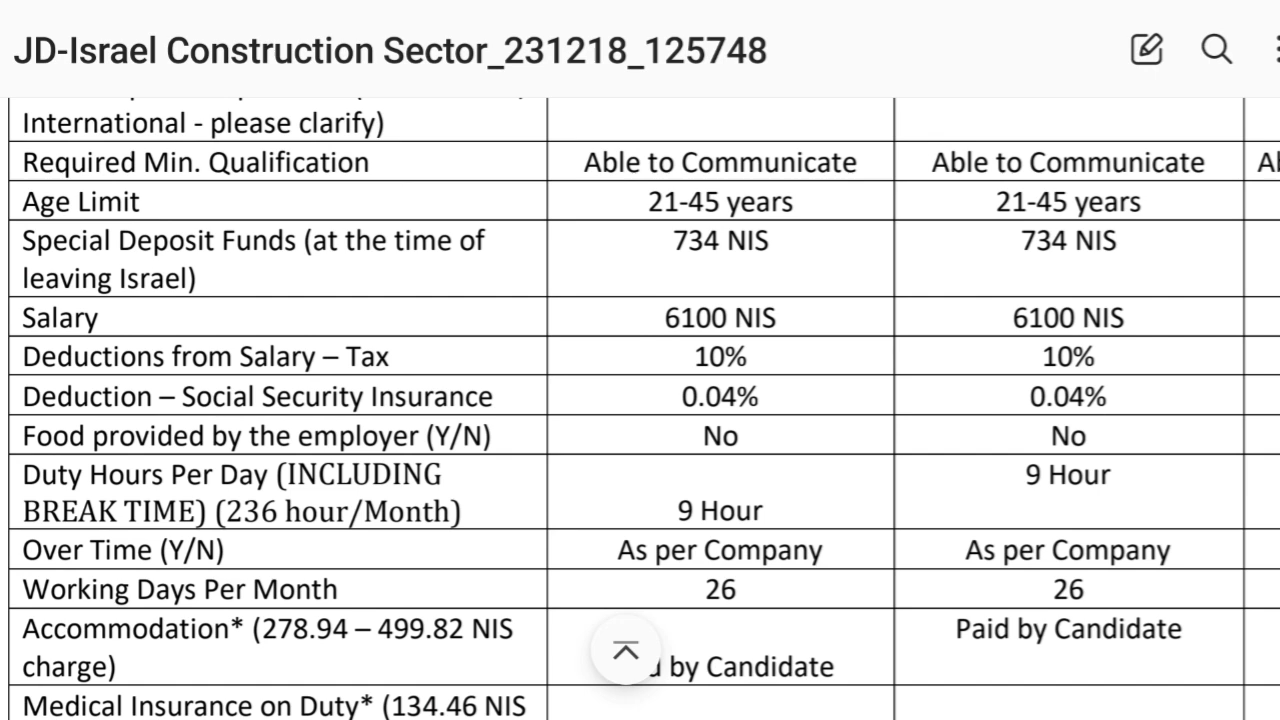 JD-Israel Construction Sector_231218_125748
International - please clarify)
Required Min. Qualification Able to Communicate Able to Communicate
Age Limit 21-45 years 21-45 years
Special Deposit Funds (at the time of 734 NIS 734 NIS
leaving Israel)
Salary 6100 NIS 6100 NIS
Deductions from Salary – Tax 10% 10%
Deduction – Social Security Insurance 0.04% 0.04%
Food provided by the employer (Y/N) No No
Duty Hours Per Day (INCLUDING 9 Hour
BREAK TIME) (236 hour/Month) 9 Hour
Over Time (Y/N) As per Company As per Company
Working Days Per Month 26 26
Accommodation* (278.94 – 499.82 NIS Paid by Candidate
charge) by Candidate
Medical Insurance on Duty* (134.46 NIS